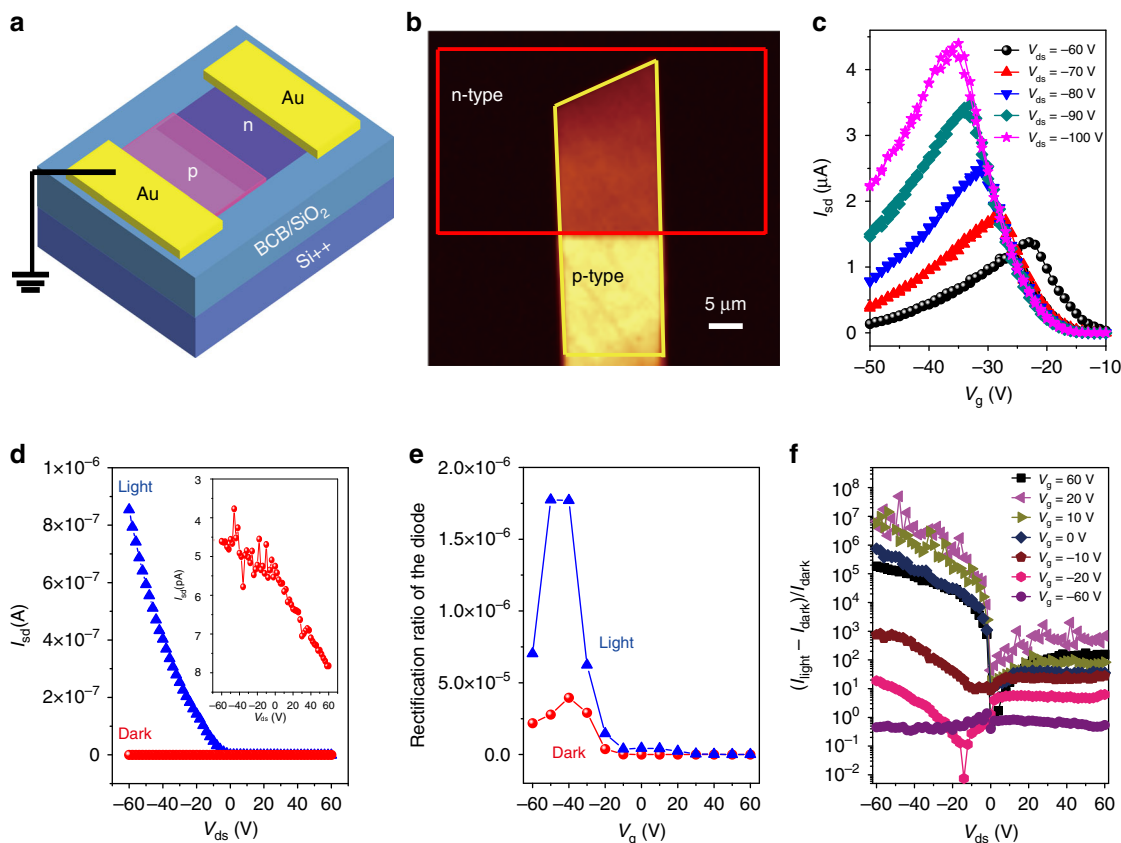 a
Au
n
p
Au
BCB/SiO₂
Si++
b
n-type
p-type
5 μm
c
Vds = −60 V
Vds = −70 V
Vds = −80 V
Vds = −90 V
Vds = −100 V
Isd (μA)
4
3
2
1
0
−50 −40 −30 −20 −10
Vg (V)
d
Isd(A)
1×10⁻⁶
8×10⁻⁷
6×10⁻⁷
4×10⁻⁷
2×10⁻⁷
0
Light
Dark
−60 −40 −20 0 20 40 60
Vds (V)
Isd(pA)
3
4
5
6
7
8
−60 −40 −20 0 20 40 60
Vds (V)
e
Rectification ratio of the diode
2.0×10⁻⁶
1.5×10⁻⁶
1.0×10⁻⁶
5.0×10⁻⁵
0.0
Light
Dark
−60 −40 −20 0 20 40 60
Vg (V)
f
(Ilight − Idark)/Idark
10⁸
10⁷
10⁶
10⁵
10⁴
10³
10²
10¹
10⁰
10⁻¹
10⁻²
Vg = 60 V
Vg = 20 V
Vg = 10 V
Vg = 0 V
Vg = −10 V
Vg = −20 V
Vg = −60 V
−60 −40 −20 0 20 40 60
Vds (V)